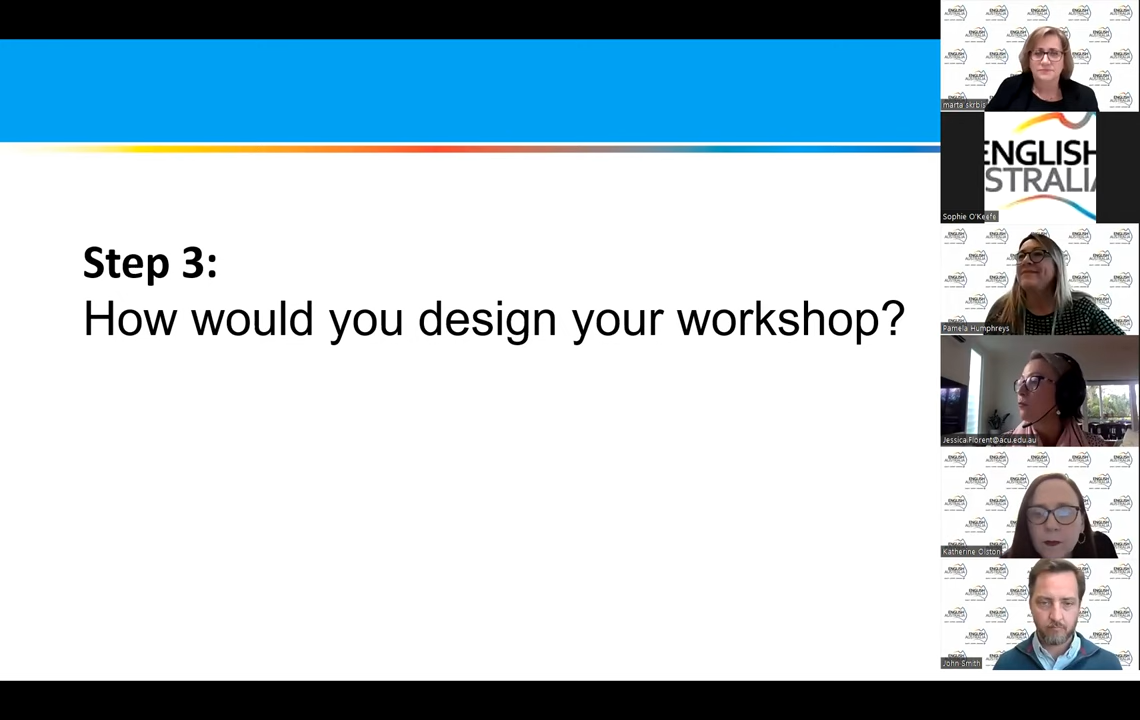 Step 3:
How would you design your workshop?
marta skrbis
ENGLISH
STRALIA
Sophie O'Keefe
Pamela Humphreys
Jessica.Florent@acu.edu.au
Katherine Olston
John Smith